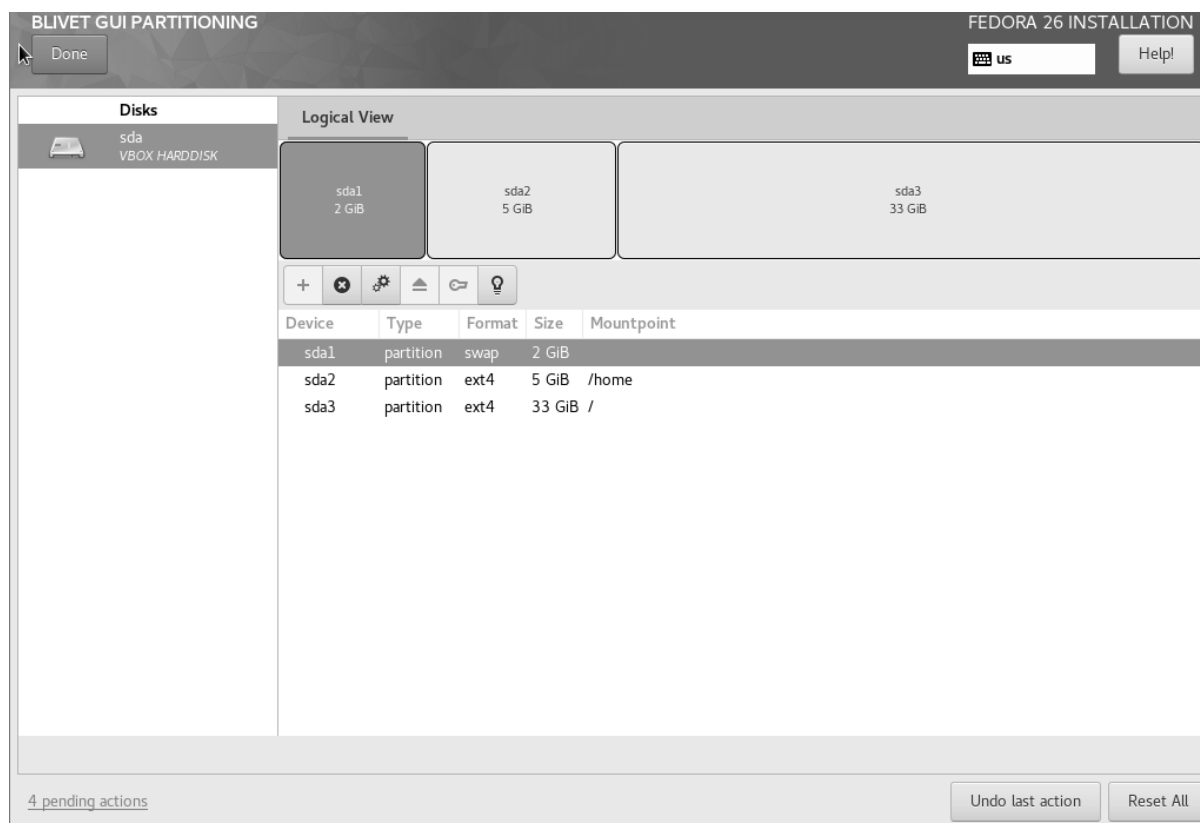 BLIVET GUI PARTITIONING
FEDORA 26 INSTALLATION
Done
us
Help!
Disks
sda
VBOX HARDDISK
Logical View
sda1
2 GiB
sda2
5 GiB
sda3
33 GiB
Device Type Format Size Mountpoint
sda1 partition swap 2 GiB
sda2 partition ext4 5 GiB /home
sda3 partition ext4 33 GiB /
4 pending actions
Undo last action
Reset All